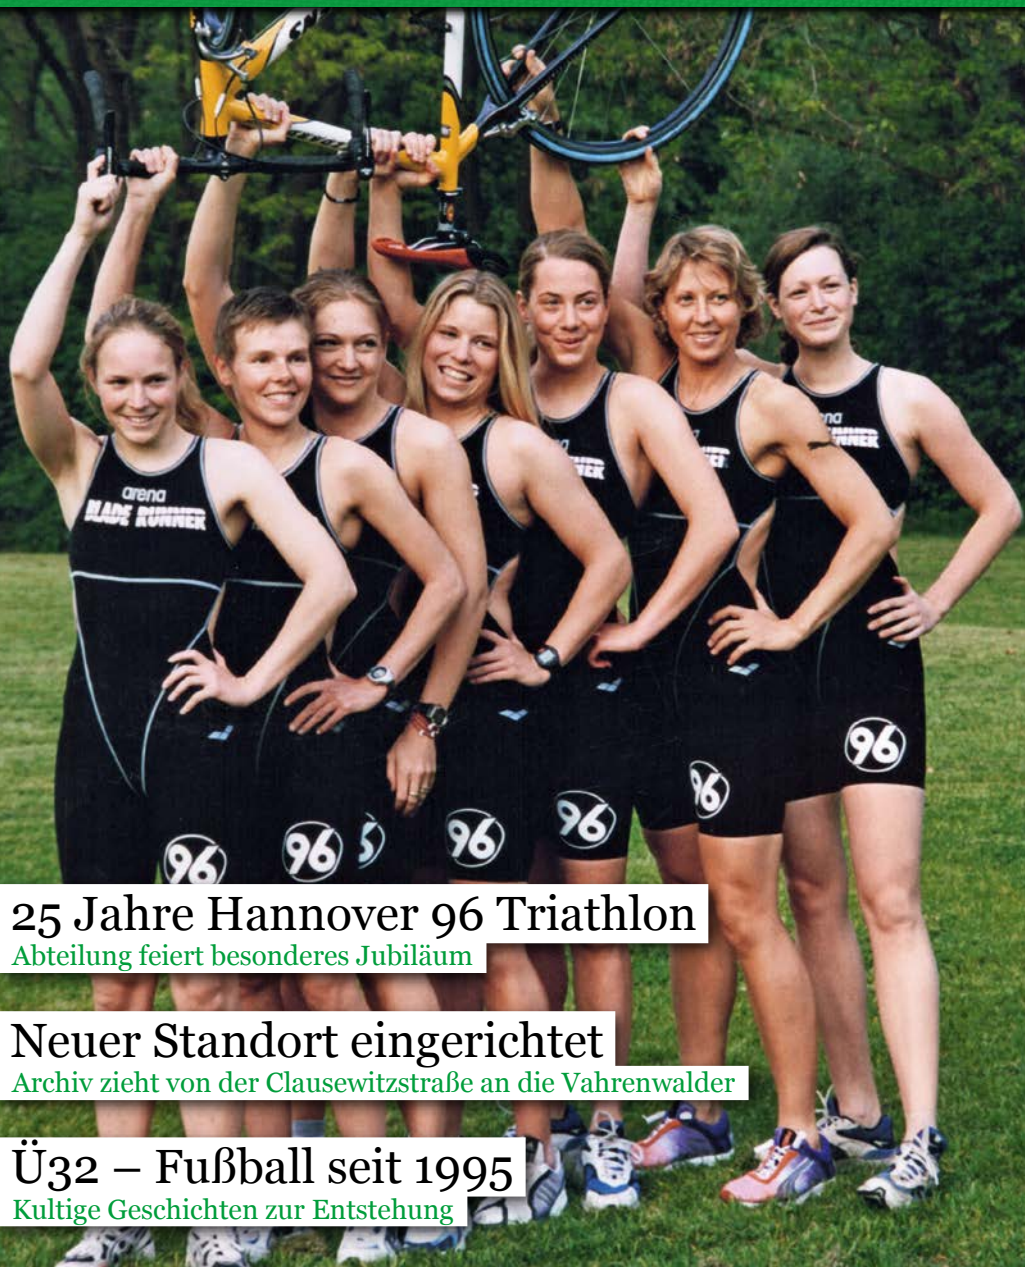 arena
BLADE RUNNER
96
96
96
96
96
96
25 Jahre Hannover 96 Triathlon
Abteilung feiert besonderes Jubiläum
Neuer Standort eingerichtet
Archiv zieht von der Clausewitzstraße an die Vahrenwalder
Ü32 – Fußball seit 1995
Kultige Geschichten zur Entstehung